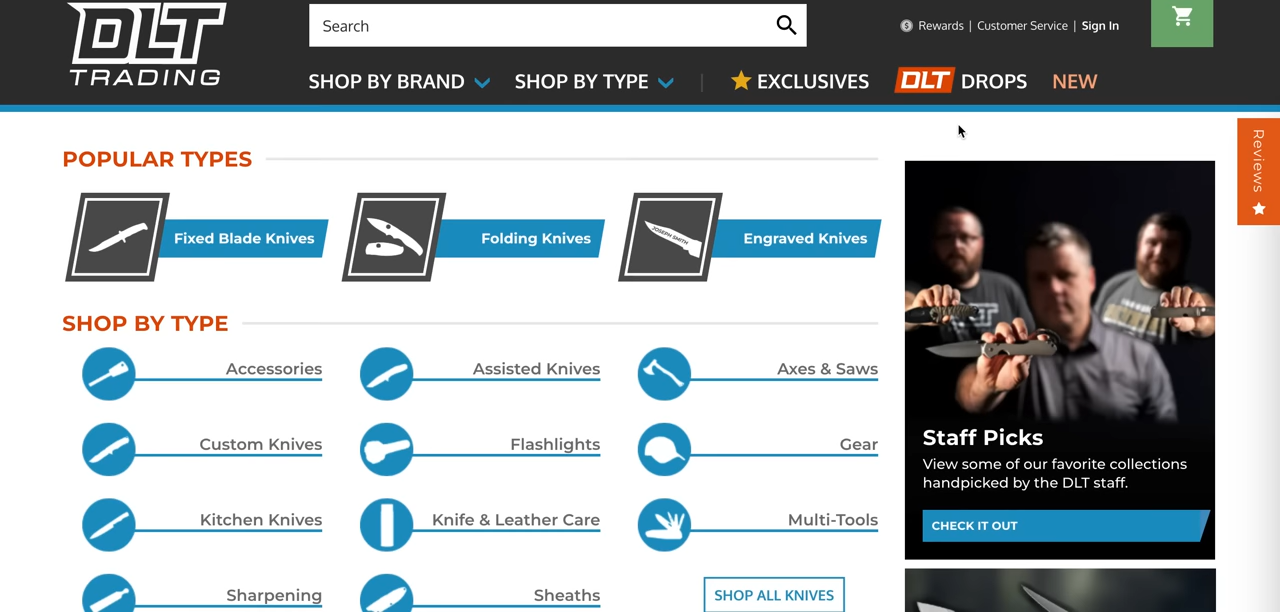 DLT
TRADING
Search
Rewards | Customer Service | Sign In
SHOP BY BRAND
SHOP BY TYPE
EXCLUSIVES
DLT DROPS
NEW
Reviews
POPULAR TYPES
Fixed Blade Knives
Folding Knives
JOSEPH SMITH
Engraved Knives
SHOP BY TYPE
Accessories
Assisted Knives
Axes & Saws
Custom Knives
Flashlights
Gear
Kitchen Knives
Knife & Leather Care
Multi-Tools
Sharpening
Sheaths
SHOP ALL KNIVES
Staff Picks
View some of our favorite collections
handpicked by the DLT staff.
CHECK IT OUT